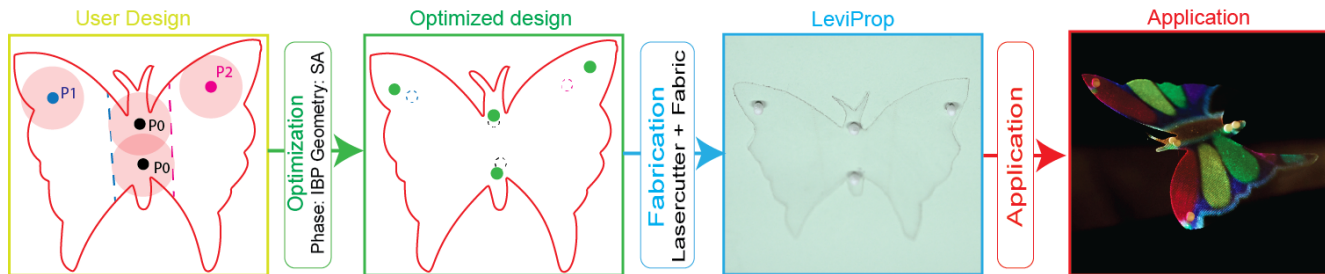 User Design
Optimized design
LeviProp
Application
P1
P2
P0
P0
Optimization
Phase: IBP Geometry: SA
Fabrication
Lasercutter + Fabric
Application